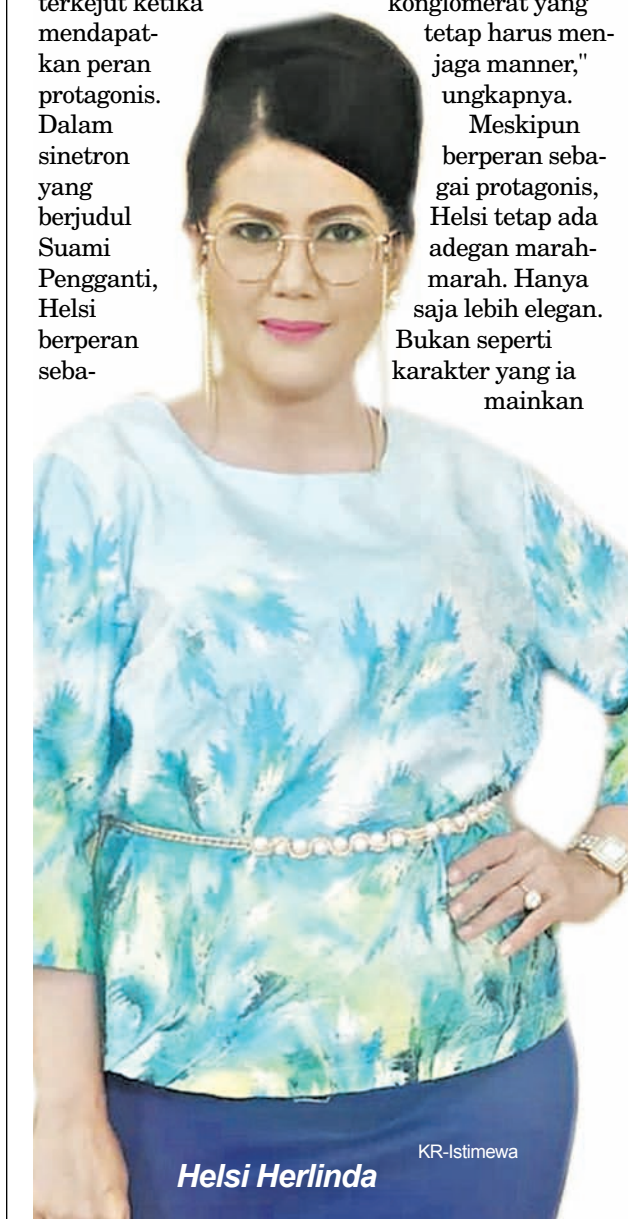 terkejut ketika
mendapat-
kan peran
protagonis.
Dalam
sinetron
yang
berjudul
Suami
Pengganti,
Helsi
berperan
seba-
konglomerat yang
tetap harus men-
jaga manner,"
ungkapnya.
Meskipun
berperan seba-
gai protagonis,
Helsi tetap ada
adegan marah-
marah. Hanya
saja lebih elegan.
Bukan seperti
karakter yang ia
mainkan
KR-Istimewa
Helsi Herlinda